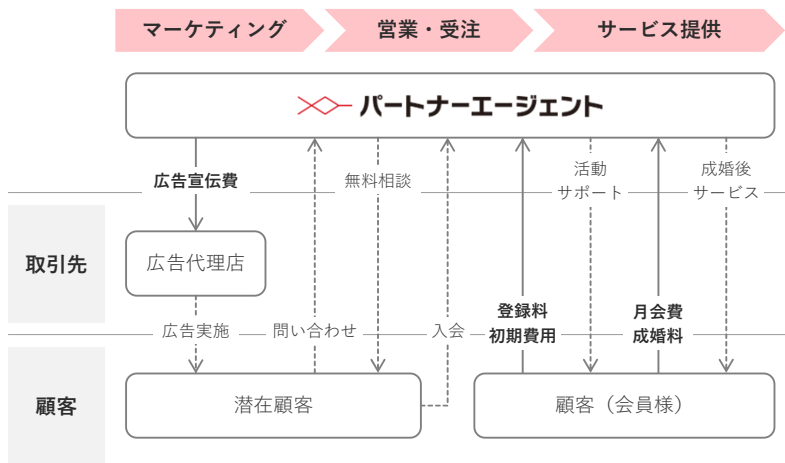 マーケティング
営業・受注
サービス提供
パートナーエージェント
広告宣伝費
無料相談
活動
サポート
成婚後
サービス
取引先
広告代理店
広告実施
問い合わせ
入会
登録料
初期費用
月会費
成婚料
顧客
潜在顧客
顧客（会員様）